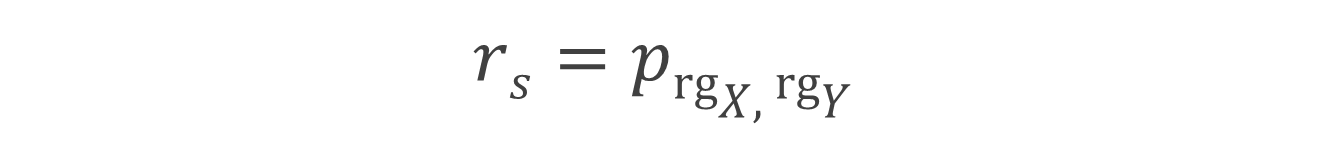 r_s = p_{rg_X, rg_Y}